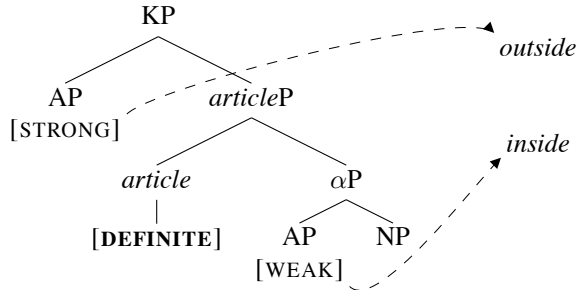 KP
outside
AP articleP
[STRONG]
inside
article αP
[DEFINITE] AP NP
[WEAK]